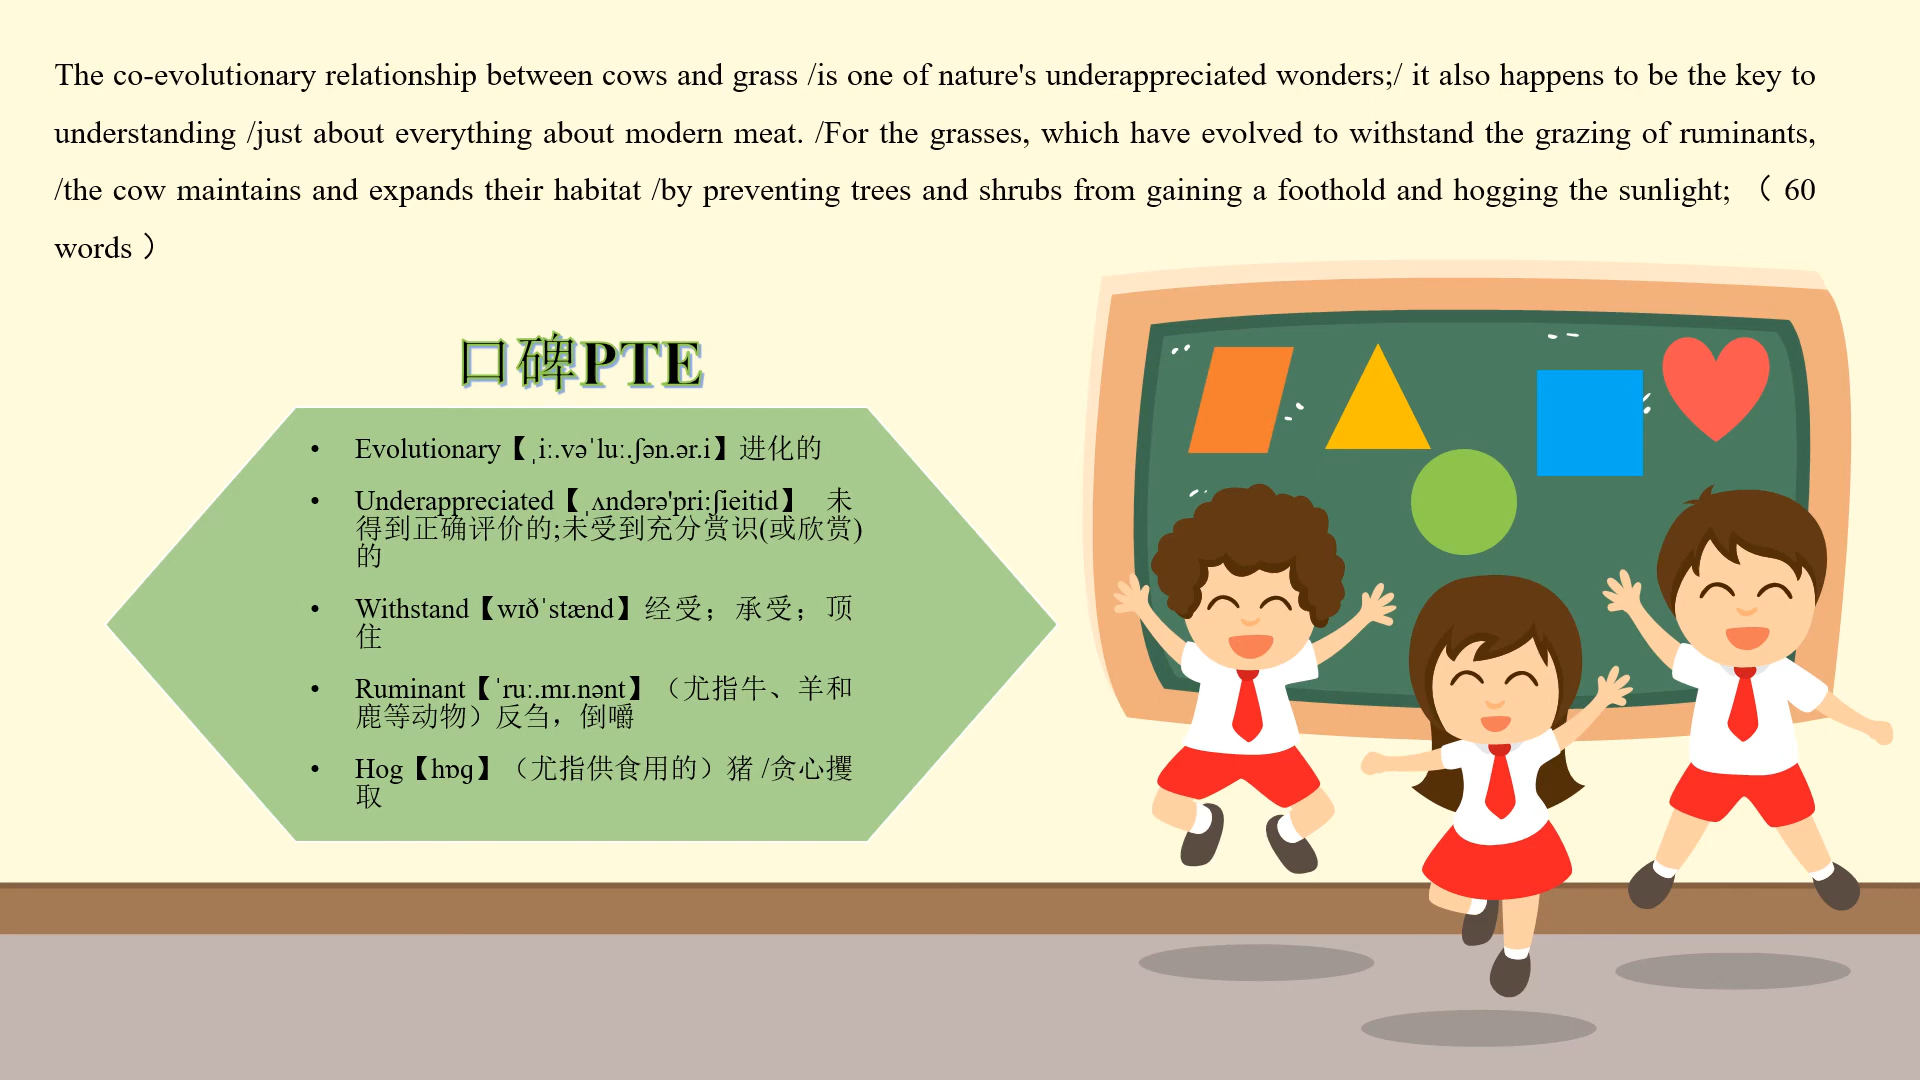 The co-evolutionary relationship between cows and grass /is one of nature's underappreciated wonders;/ it also happens to be the key to
understanding /just about everything about modern meat. /For the grasses, which have evolved to withstand the grazing of ruminants,
/the cow maintains and expands their habitat /by preventing trees and shrubs from gaining a foothold and hogging the sunlight; （ 60
words ）
口碑PTE
• Evolutionary【ˌiː.vəˈluː.ʃən.ər.i】进化的
• Underappreciated【ˌʌndərə'pri:ʃieitid】 未
得到正确评价的;未受到充分赏识(或欣赏)
的
• Withstand【wɪðˈstænd】经受；承受；顶
住
• Ruminant【ˈruː.mɪ.nənt】（尤指牛、羊和
鹿等动物）反刍，倒嚼
• Hog【hɒɡ】（尤指供食用的）猪 /贪心攫
取